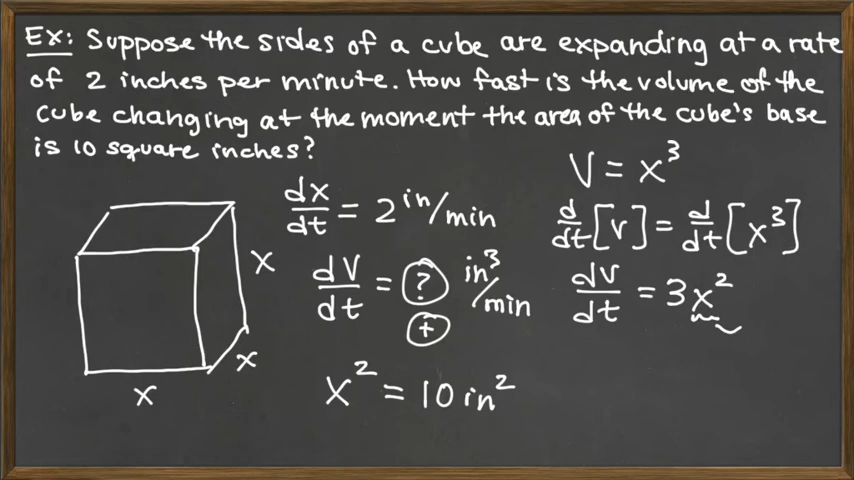 Ex: Suppose the sides of a cube are expanding at a rate
of 2 inches per minute. How fast is the volume of the
cube changing at the moment the area of the cube's base
is 10 square inches?
x
x
x
dx/dt = 2 in/min
dV/dt = ? in³/min
+
x² = 10 in²
V = x³
d/dt [V] = d/dt [x³]
dV/dt = 3x²